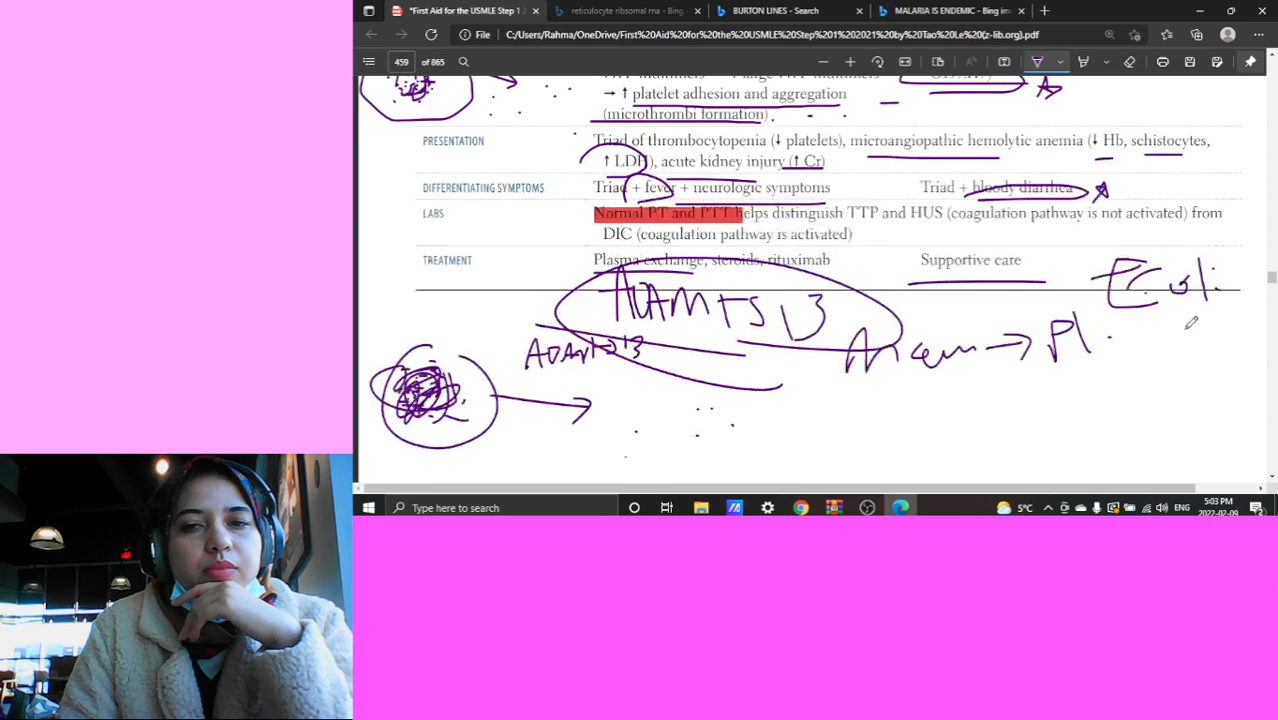 *First Aid for the USMLE Step 1 2
reticulocyte ribosomal rna - Bing i
BURTON LINES - Search
MALARIA IS ENDEMIC - Bing im
File C:/Users/Rahma/OneDrive/First%20Aid%20for%20the%20USMLE%20Step%201%202021%20by%20Tao%20Le%20(z-lib.org).pdf
459 of 865
→ ↑ platelet adhesion and aggregation
(microthrombi formation)
PRESENTATION Triad of thrombocytopenia (↓ platelets), microangiopathic hemolytic anemia (↓ Hb, schistocytes,
↑ LDH), acute kidney injury (↑ Cr)
DIFFERENTIATING SYMPTOMS Triad + fever + neurologic symptoms Triad + bloody diarrhea
LABS Normal PT and PTT helps distinguish TTP and HUS (coagulation pathway is not activated) from
DIC (coagulation pathway is activated)
TREATMENT Plasma exchange, steroids, rituximab Supportive care
E Coli
ADAMTS 13
ADAMTS 13
→ Pl
Type here to search
5°C
ENG
5:03 PM
2022-02-09